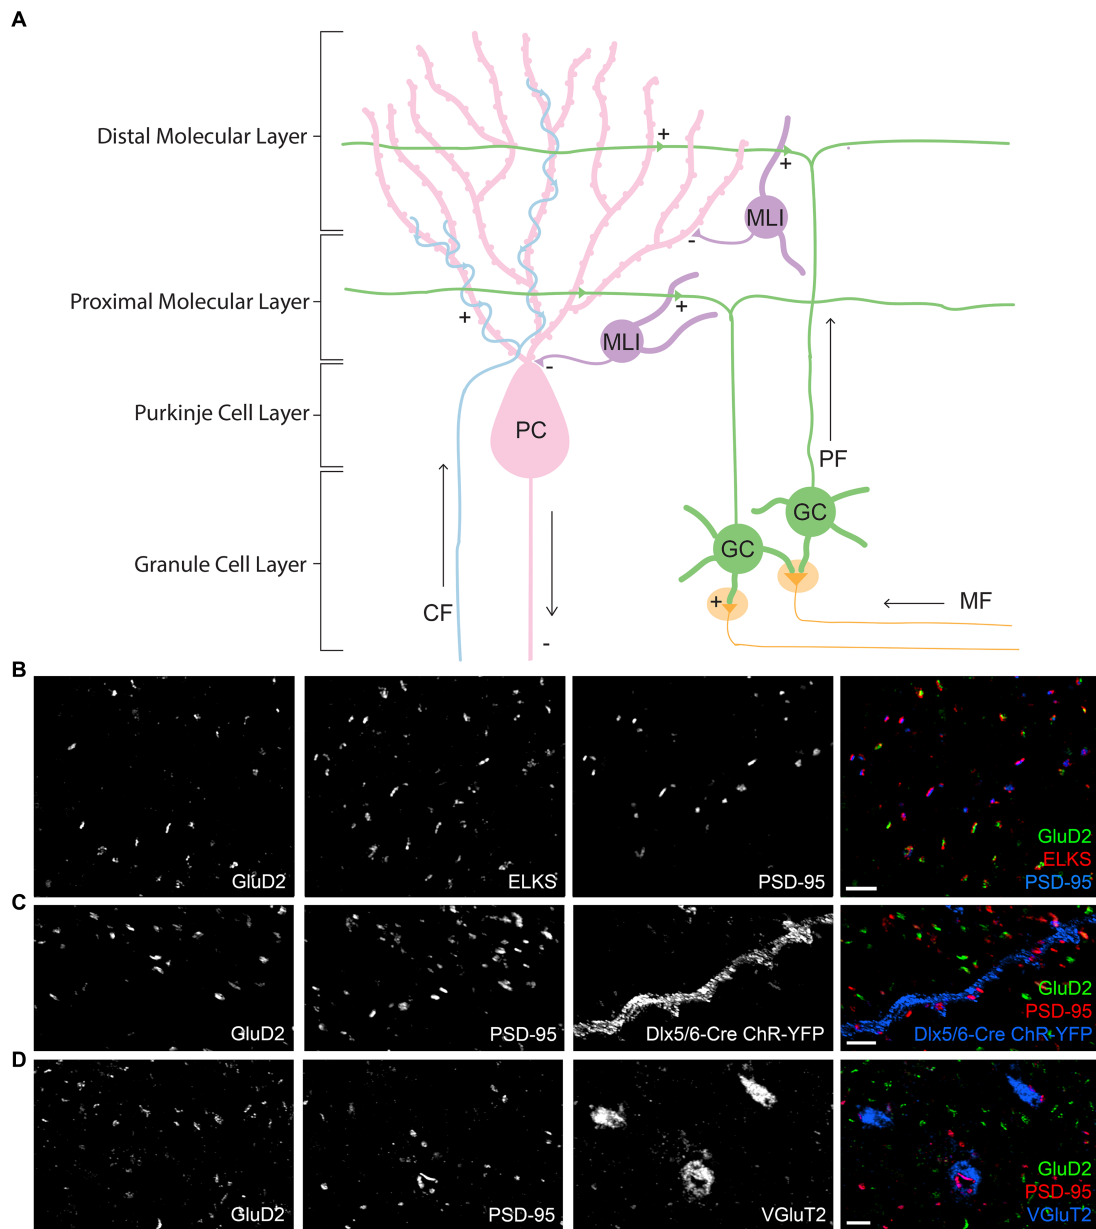 A
Distal Molecular Layer
+
+
MLI
-
Proximal Molecular Layer
+
+
MLI
-
Purkinje Cell Layer
PC
PF
GC
GC
Granule Cell Layer
+
CF
MF
-
B
GluD2
ELKS
PSD-95
GluD2
ELKS
PSD-95
C
GluD2
PSD-95
Dlx5/6-Cre ChR-YFP
GluD2
PSD-95
Dlx5/6-Cre ChR-YFP
D
GluD2
PSD-95
VGluT2
GluD2
PSD-95
VGluT2